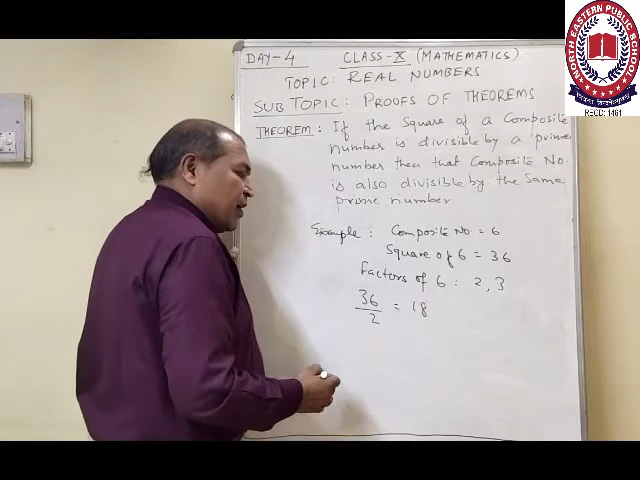 DAY-4 CLASS-X (MATHEMATICS)
TOPIC: REAL NUMBERS
SUB TOPIC: PROOFS OF THEOREMS
THEOREM: If the Square of a Composite
number is divisible by a prime
number then that Composite No.
is also divisible by the Same
prime number
Example: Composite No. = 6
Square of 6 = 36
Factors of 6: 2, 3
36/2 = 18
NORTH EASTERN PUBLIC SCHOOL
REGD: 1461